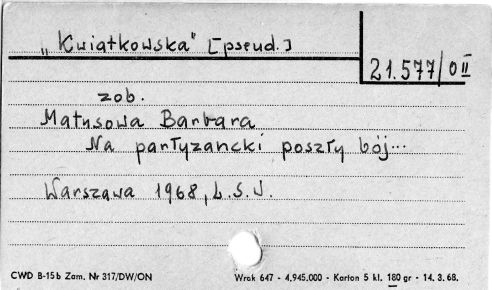 „Kwiatkowska" [pseud.]
21.577/0II
zob.
Matusowa Barbara
Na partyzancki poszły bój...
Warszawa 1968, L.S.W.
CWD B-15b Zam. Nr 317/DW/ON
Wrak 647 - 4.945.000 - Karton 5 kl. 180 gr - 14. 3. 68.